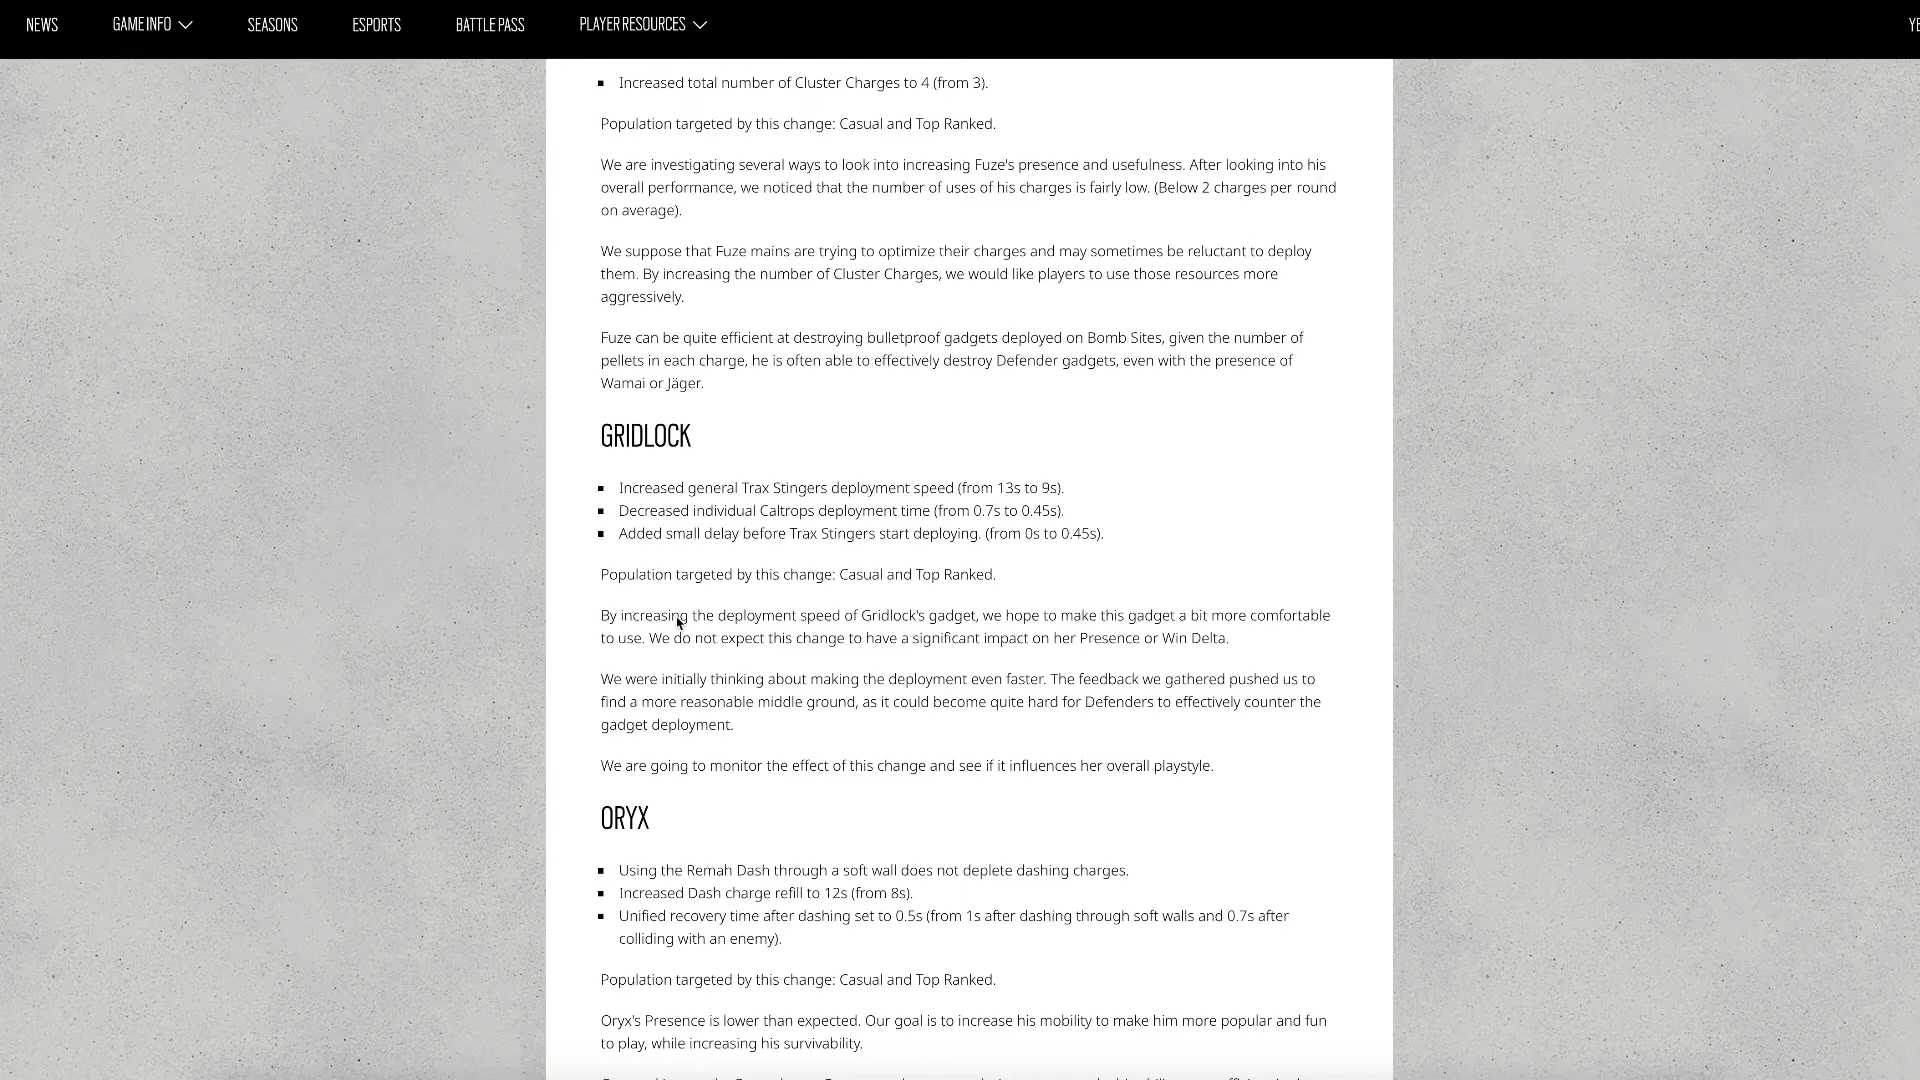 NEWS GAME INFO SEASONS ESPORTS BATTLE PASS PLAYER RESOURCES
Increased total number of Cluster Charges to 4 (from 3).
Population targeted by this change: Casual and Top Ranked.
We are investigating several ways to look into increasing Fuze's presence and usefulness. After looking into his
overall performance, we noticed that the number of uses of his charges is fairly low. (Below 2 charges per round
on average).
We suppose that Fuze mains are trying to optimize their charges and may sometimes be reluctant to deploy
them. By increasing the number of Cluster Charges, we would like players to use those resources more
aggressively.
Fuze can be quite efficient at destroying bulletproof gadgets deployed on Bomb Sites, given the number of
pellets in each charge, he is often able to effectively destroy Defender gadgets, even with the presence of
Wamai or Jäger.
GRIDLOCK
Increased general Trax Stingers deployment speed (from 13s to 9s).
Decreased individual Caltrops deployment time (from 0.7s to 0.45s).
Added small delay before Trax Stingers start deploying. (from 0s to 0.45s).
Population targeted by this change: Casual and Top Ranked.
By increasing the deployment speed of Gridlock's gadget, we hope to make this gadget a bit more comfortable
to use. We do not expect this change to have a significant impact on her Presence or Win Delta.
We were initially thinking about making the deployment even faster. The feedback we gathered pushed us to
find a more reasonable middle ground, as it could become quite hard for Defenders to effectively counter the
gadget deployment.
We are going to monitor the effect of this change and see if it influences her overall playstyle.
ORYX
Using the Remah Dash through a soft wall does not deplete dashing charges.
Increased Dash charge refill to 12s (from 8s).
Unified recovery time after dashing set to 0.5s (from 1s after dashing through soft walls and 0.7s after
colliding with an enemy).
Population targeted by this change: Casual and Top Ranked.
Oryx's Presence is lower than expected. Our goal is to increase his mobility to make him more popular and fun
to play, while increasing his survivability.